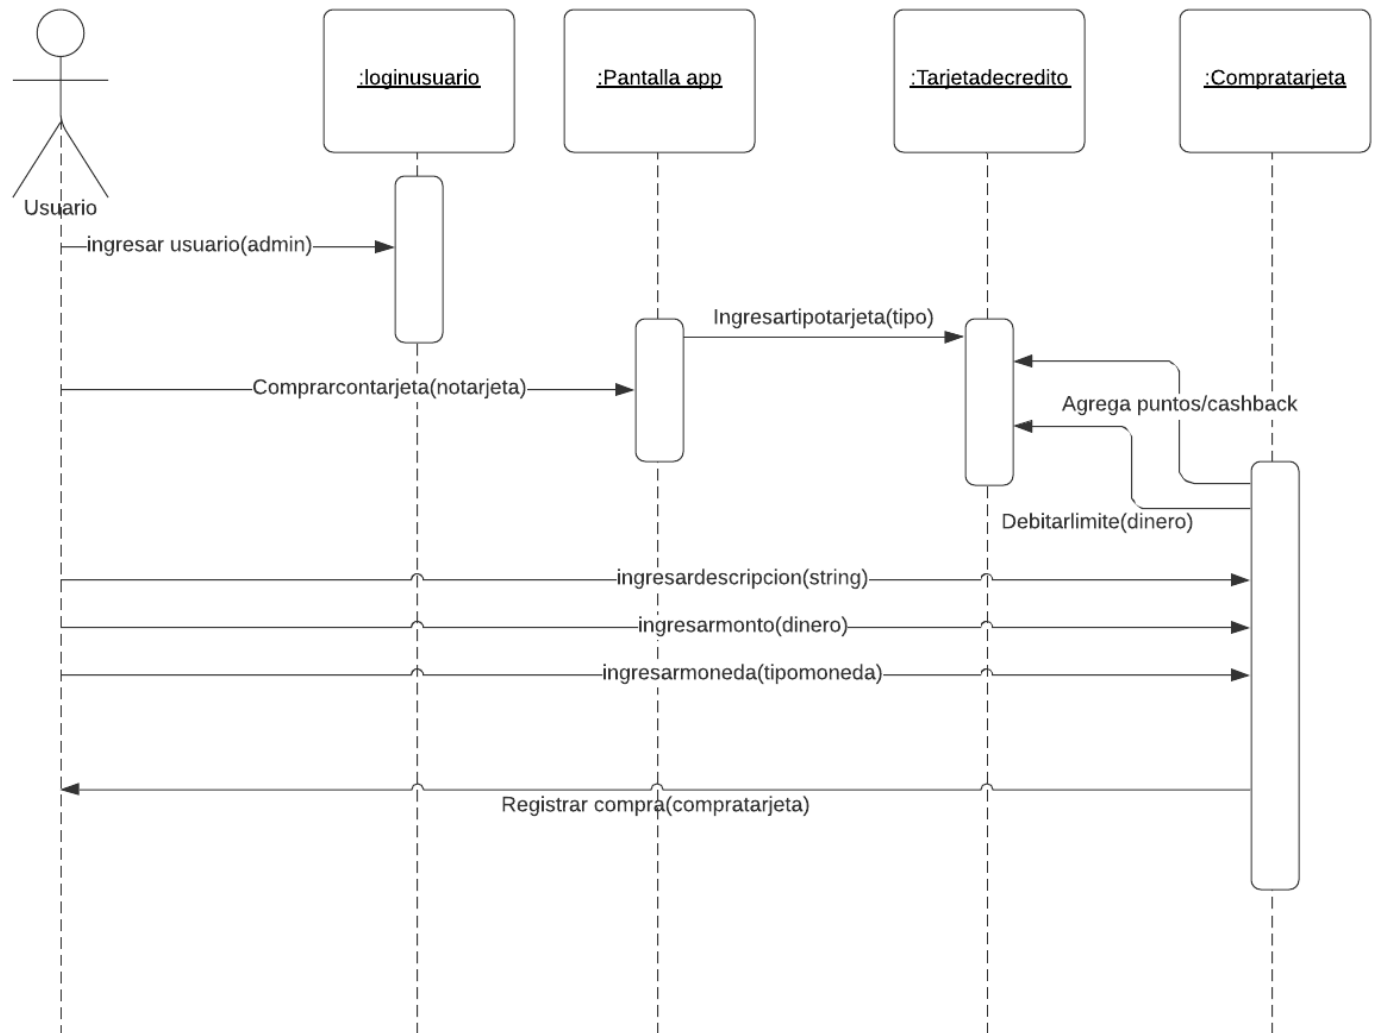 :loginusuario
:Pantalla app
:Tarjetadecredito
:Compratarjeta
Usuario
ingresar usuario(admin)
Ingresartipotarjeta(tipo)
Comprarcontarjeta(notarjeta)
Agrega puntos/cashback
Debitarlimite(dinero)
ingresardescripcion(string)
ingresarmonto(dinero)
ingresarmoneda(tipomoneda)
Registrar compra(compratarjeta)